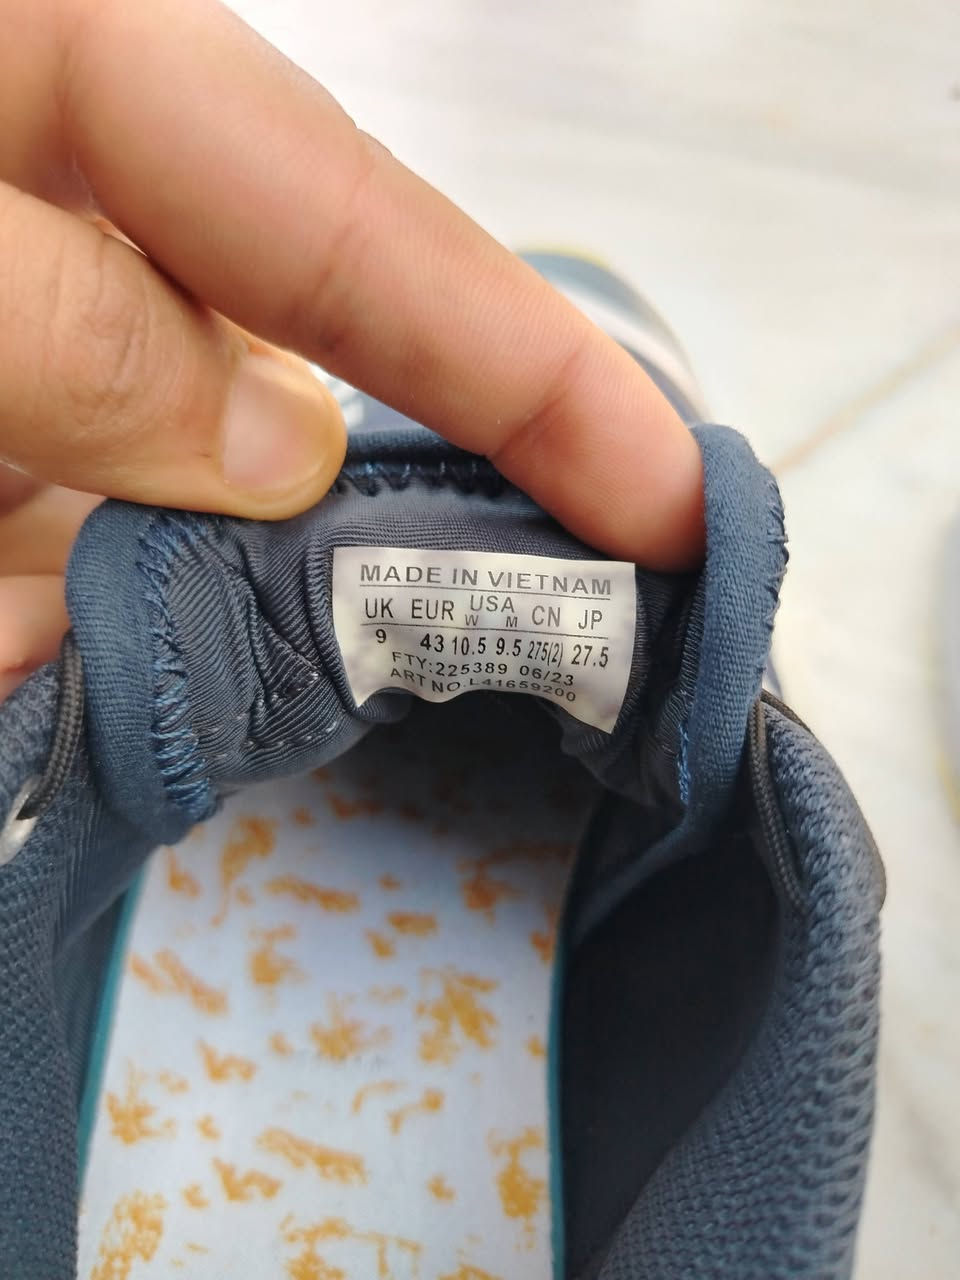 MADE IN VIETNAM
UK EUR USA CN JP
W M
9 43 10.5 9.5 275(2) 27.5
FTY:225389 06/23
ART NO.L41659200